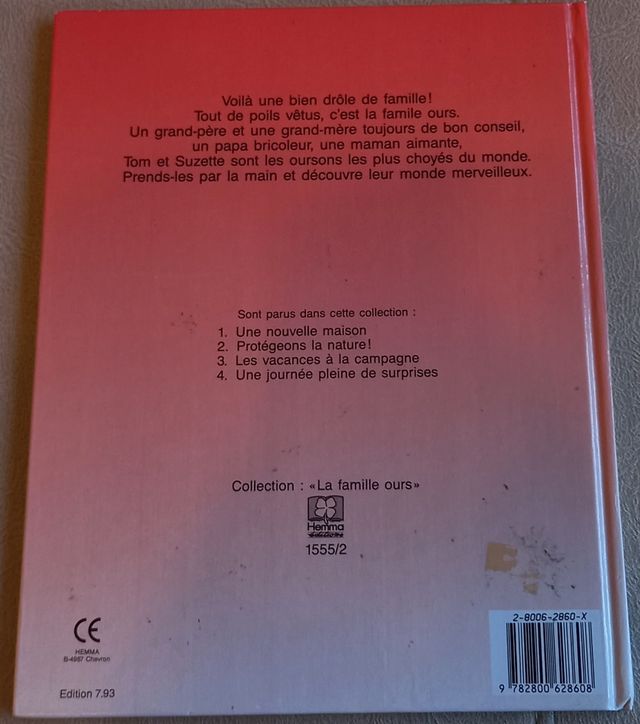 Voilà une bien drôle de famille!
Tout de poils vêtus, c'est la famile ours.
Un grand-père et une grand-mère toujours de bon conseil,
un papa bricoleur, une maman aimante,
Tom et Suzette sont les oursons les plus choyés du monde.
Prends-les par la main et découvre leur monde merveilleux.
Sont parus dans cette collection :
1. Une nouvelle maison
2. Protégeons la nature!
3. Les vacances à la campagne
4. Une journée pleine de surprises
Collection : «La famille ours»
Hemma
éditions
1555/2
CE
HEMMA
B-4987 Chevron
Edition 7.93
2-8006-2860-X
9 782800 628608